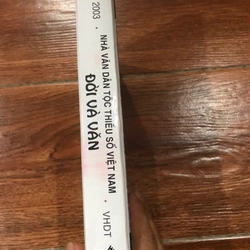 2003 • NHÀ VĂN DÂN TỘC THIỂU SỐ VIỆT NAM • VHDT
ĐỜI VÀ VĂN